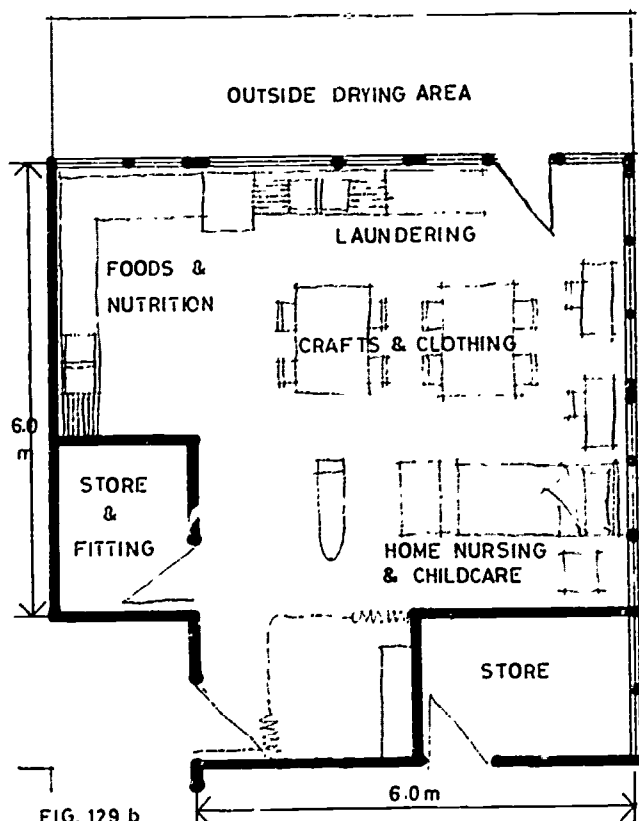 OUTSIDE DRYING AREA
LAUNDERING
FOODS &
NUTRITION
CRAFTS & CLOTHING
6.0
m
STORE
&
FITTING
HOME NURSING
& CHILDCARE
STORE
6.0m
FIG. 129 b